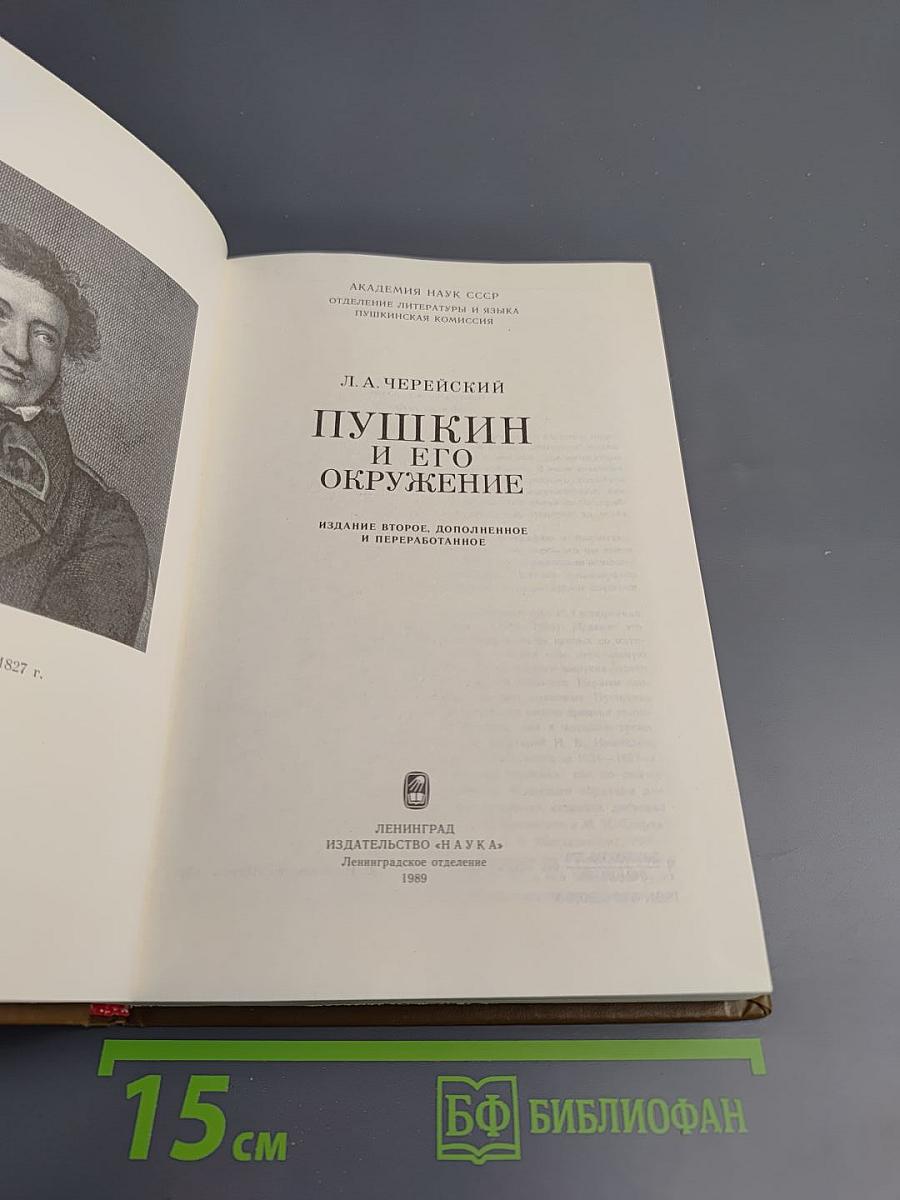 1827 г.
АКАДЕМИЯ НАУК СССР
ОТДЕЛЕНИЕ ЛИТЕРАТУРЫ И ЯЗЫКА
ПУШКИНСКАЯ КОМИССИЯ
Л. А. ЧЕРЕЙСКИЙ
ПУШКИН
И ЕГО
ОКРУЖЕНИЕ
ИЗДАНИЕ ВТОРОЕ, ДОПОЛНЕННОЕ
И ПЕРЕРАБОТАННОЕ
ЛЕНИНГРАД
ИЗДАТЕЛЬСТВО «НАУКА»
Ленинградское отделение
1989
15 см
БФ БИБЛИОФАН